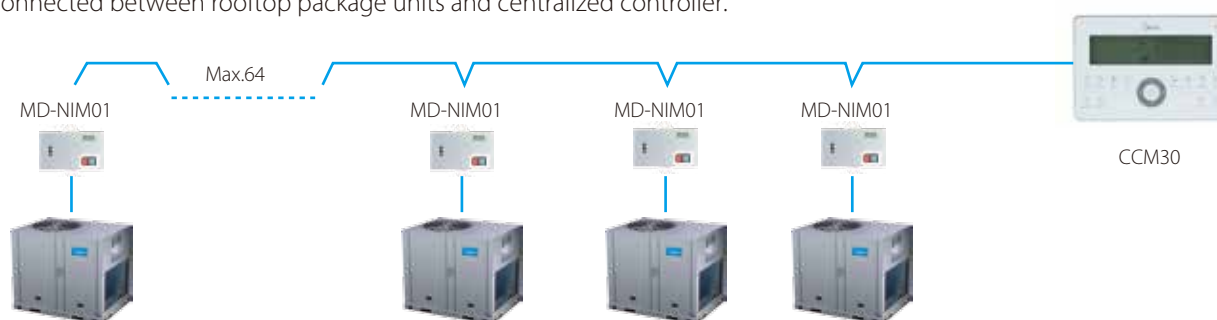 onnected between rooftop package units and centralized controller.
Max.64
MD-NIM01
MD-NIM01
MD-NIM01
MD-NIM01
CCM30